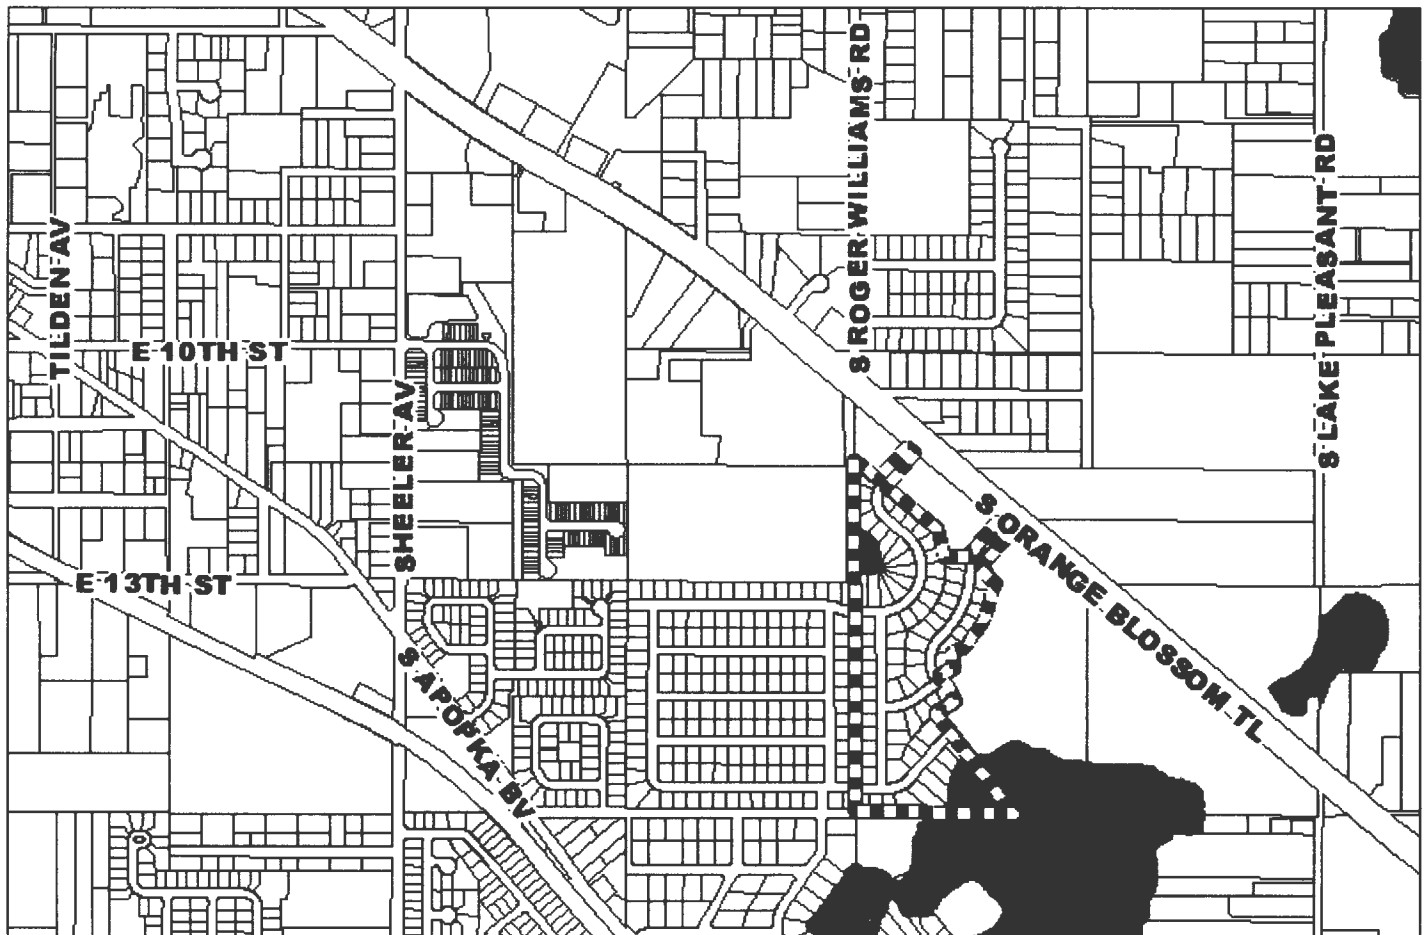 S ROGER WILLIAMS RD
S LAKE PLEASANT RD
TILDEN AV
E 10TH ST
SHEELER AV
S ORANGE BLOSSOM TL
E 13TH ST
S APOPKA BV